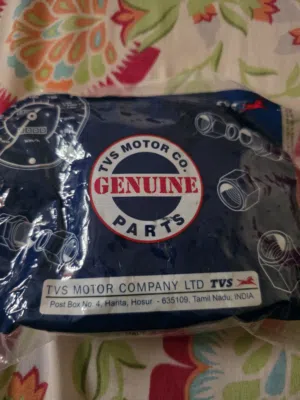 TVS MOTOR CO.
GENUINE
PARTS
TVS MOTOR COMPANY LTD TVS
Post Box No. 4, Harita, Hosur - 635109, Tamil Nadu, INDIA